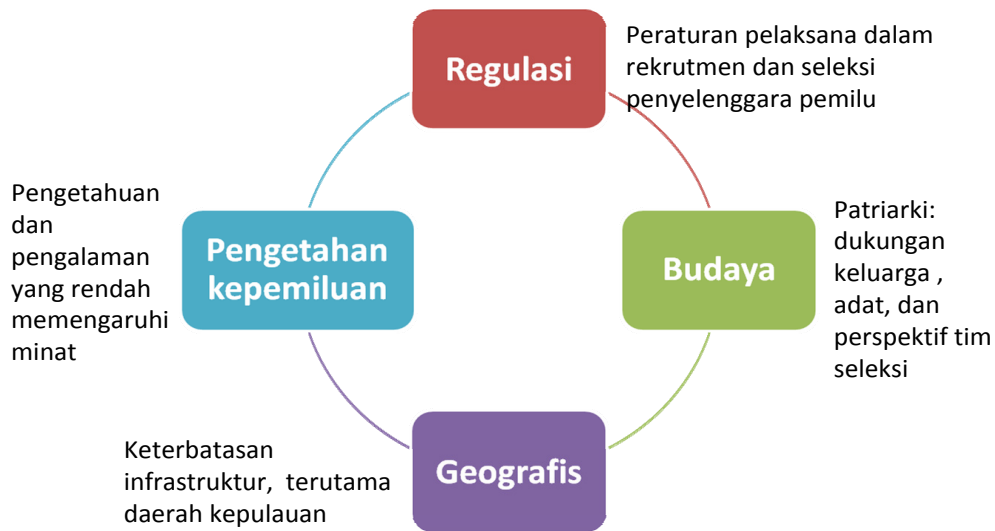 Regulasi
Peraturan pelaksana dalam
rekrutmen dan seleksi
penyelenggara pemilu
Budaya
Patriarki:
dukungan
keluarga ,
adat, dan
perspektif tim
seleksi
Geografis
Keterbatasan
infrastruktur,  terutama
daerah kepulauan
Pengetahan
kepemiluan
Pengetahuan
dan
pengalaman
yang rendah
memengaruhi
minat